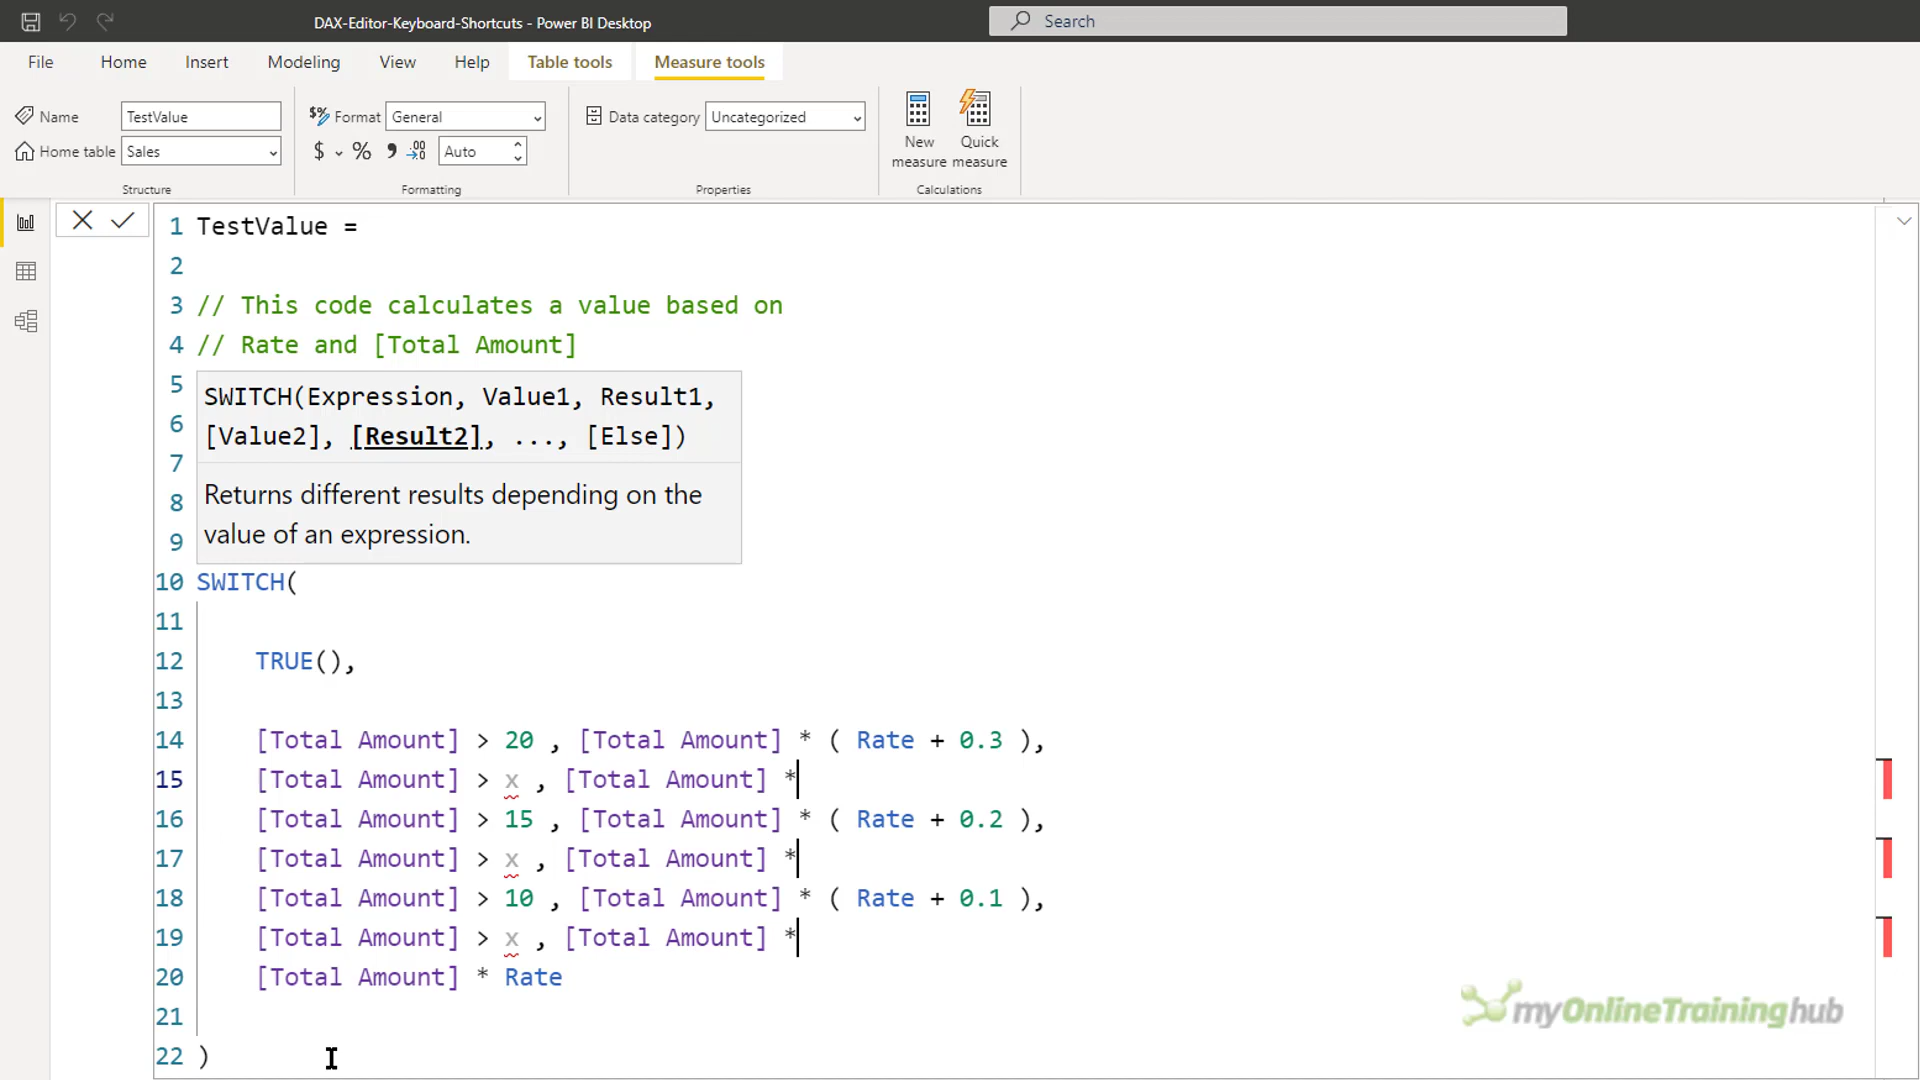 DAX-Editor-Keyboard-Shortcuts - Power BI Desktop
Search
File Home Insert Modeling View Help Table tools Measure tools
Name TestValue
Home table Sales
Structure
$% Format General
$ % , .00 Auto
Formatting
Data category Uncategorized
Properties
New measure
Quick measure
Calculations
1 TestValue =
2
3 // This code calculates a value based on
4 // Rate and [Total Amount]
5
6
7
8
9
SWITCH(Expression, Value1, Result1,
[Value2], [Result2], ..., [Else])
Returns different results depending on the
value of an expression.
10 SWITCH(
11
12 TRUE(),
13
14 [Total Amount] > 20 , [Total Amount] * ( Rate + 0.3 ),
15 [Total Amount] > x , [Total Amount] *
16 [Total Amount] > 15 , [Total Amount] * ( Rate + 0.2 ),
17 [Total Amount] > x , [Total Amount] *
18 [Total Amount] > 10 , [Total Amount] * ( Rate + 0.1 ),
19 [Total Amount] > x , [Total Amount] *
20 [Total Amount] * Rate
21
22 )
myOnlineTraininghub